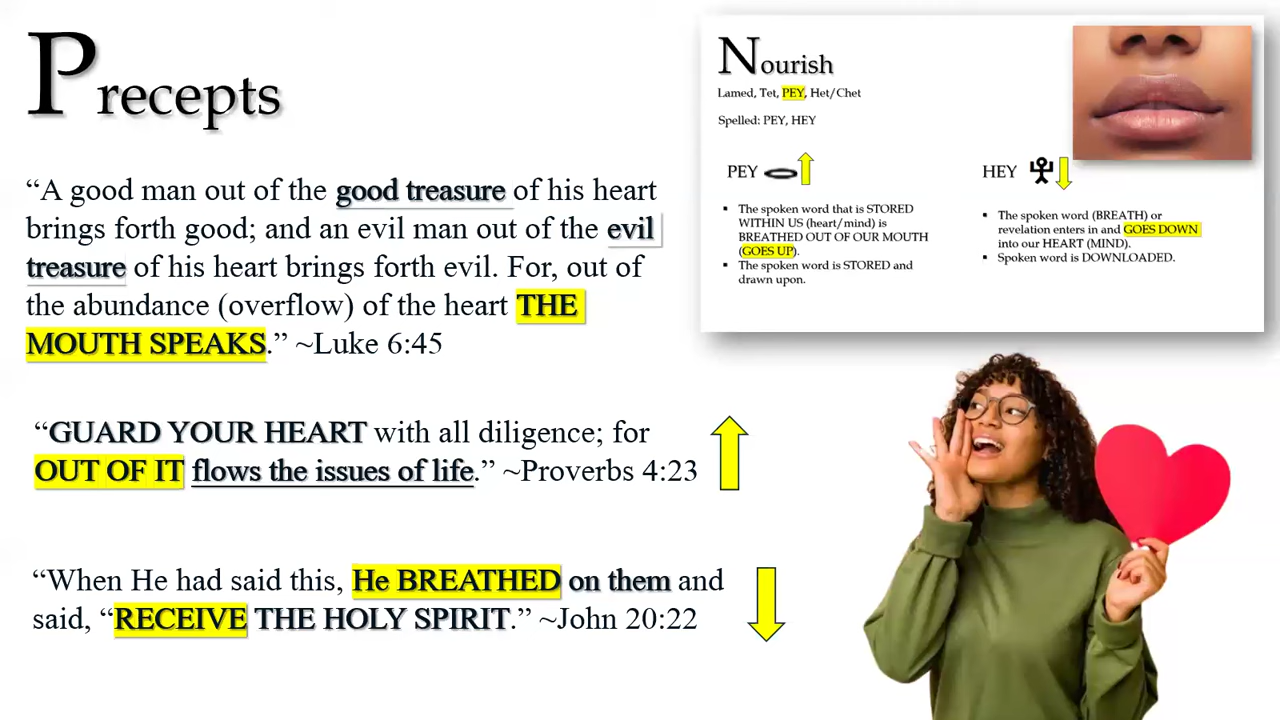 Precepts
“A good man out of the good treasure of his heart
brings forth good; and an evil man out of the evil
treasure of his heart brings forth evil. For, out of
the abundance (overflow) of the heart THE
MOUTH SPEAKS.” ~Luke 6:45
“GUARD YOUR HEART with all diligence; for
OUT OF IT flows the issues of life.” ~Proverbs 4:23
“When He had said this, He BREATHED on them and
said, “RECEIVE THE HOLY SPIRIT.” ~John 20:22
Nourish
Lamed, Tet, PEY, Het/Chet
Spelled: PEY, HEY
PEY
▪ The spoken word that is STORED
WITHIN US (heart/mind) is
BREATHED OUT OF OUR MOUTH
(GOES UP).
▪ The spoken word is STORED and
drawn upon.
HEY
▪ The spoken word (BREATH) or
revelation enters in and GOES DOWN
into our HEART (MIND).
▪ Spoken word is DOWNLOADED.